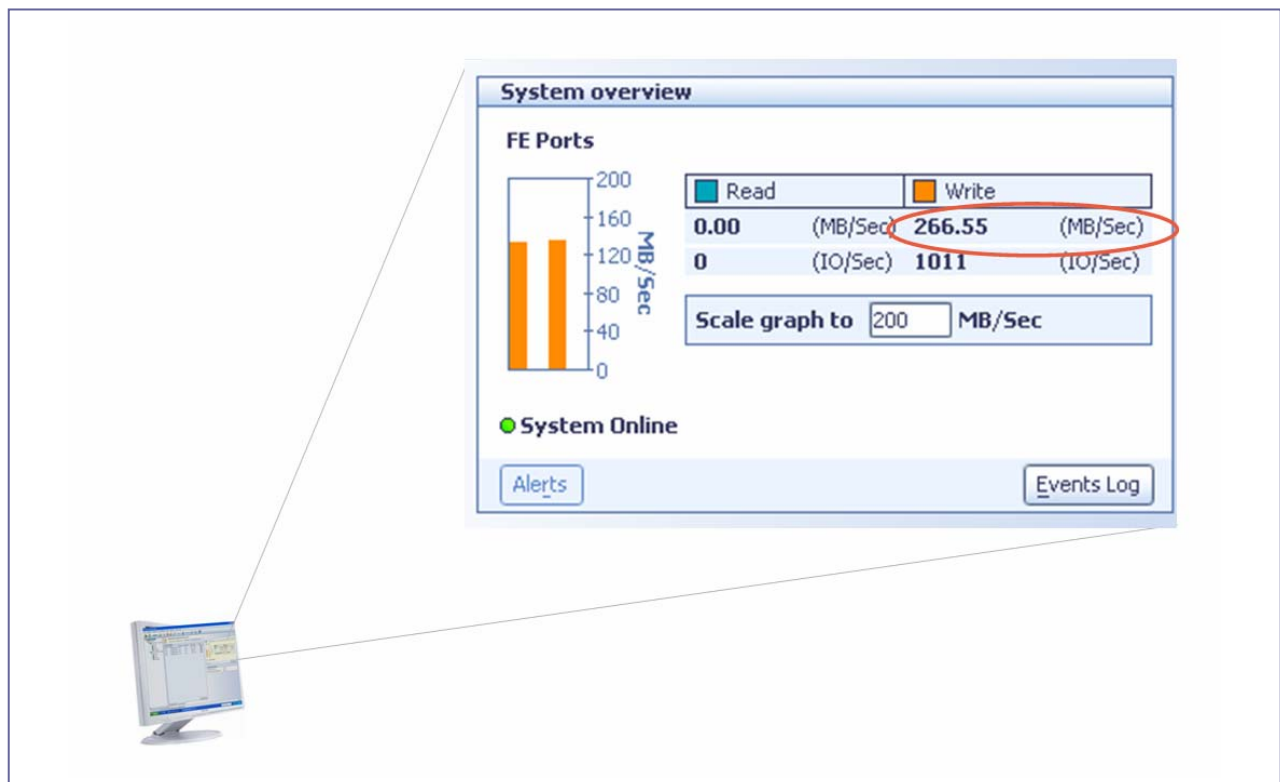 System overview
FE Ports
200
160
120
80
40
0
MB/Sec
Read Write
0.00 (MB/Sec) 266.55 (MB/Sec)
0 (IO/Sec) 1011 (IO/Sec)
Scale graph to 200 MB/Sec
System Online
Alerts Events Log